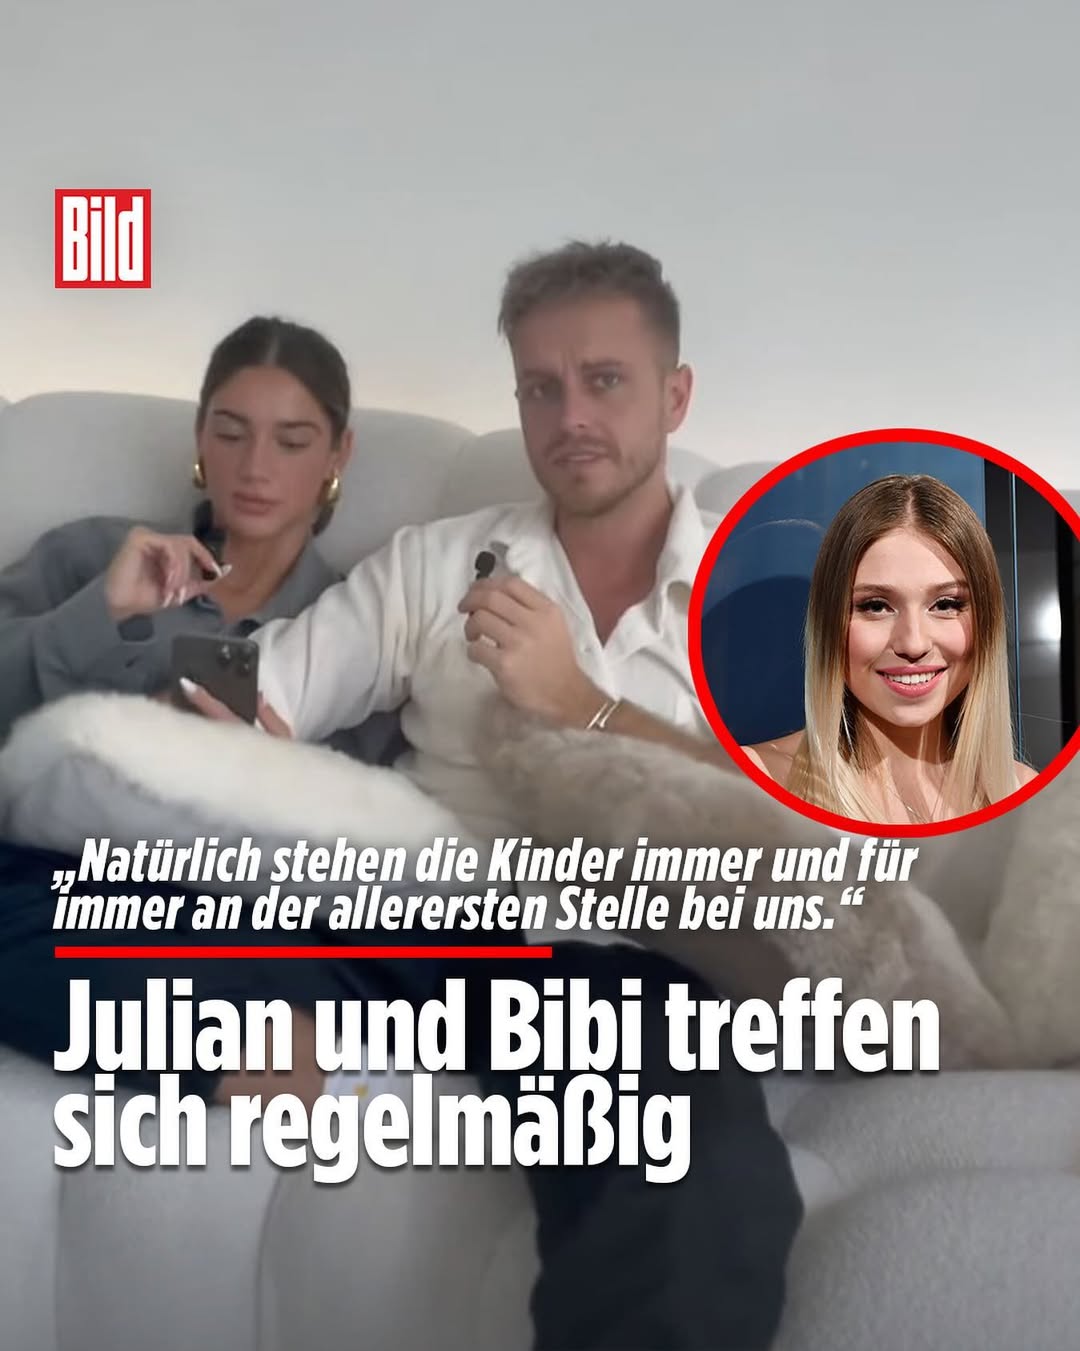 Bild
„Natürlich stehen die Kinder immer und für
immer an der allerersten Stelle bei uns.“
Julian und Bibi treffen
sich regelmäßig